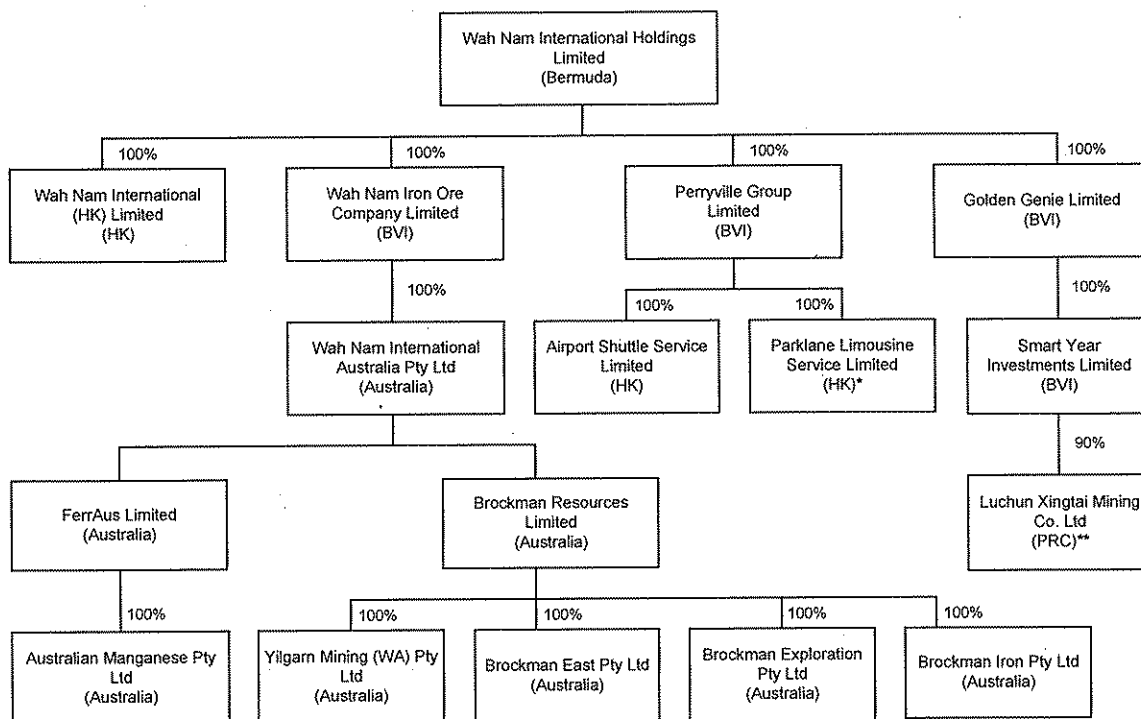 Wah Nam International Holdings
Limited
(Bermuda)
100%
100%
100%
100%
Wah Nam International
(HK) Limited
(HK)
Wah Nam Iron Ore
Company Limited
(BVI)
Perryville Group
Limited
(BVI)
Golden Genie Limited
(BVI)
100%
100%
100%
100%
Wah Nam International
Australia Pty Ltd
(Australia)
Airport Shuttle Service
Limited
(HK)
Parklane Limousine
Service Limited
(HK)*
Smart Year
Investments Limited
(BVI)
90%
FerrAus Limited
(Australia)
Brockman Resources
Limited
(Australia)
Luchun Xingtai Mining
Co. Ltd
(PRC)**
100%
100%
100%
100%
100%
Australian Manganese Pty
Ltd
(Australia)
Yilgarn Mining (WA) Pty
Ltd
(Australia)
Brockman East Pty Ltd
(Australia)
Brockman Exploration
Pty Ltd
(Australia)
Brockman Iron Pty Ltd
(Australia)